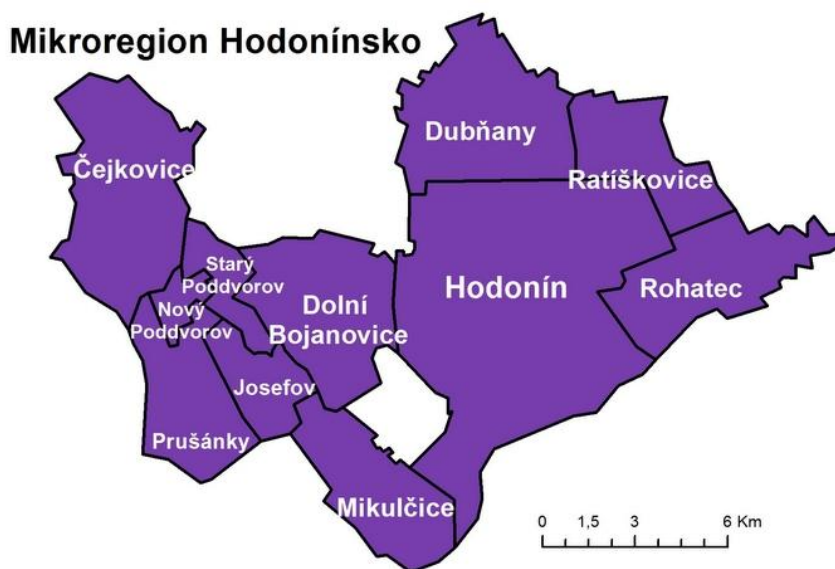 Mikroregion Hodonínsko
Dubňany
Čejkovice
Ratíškovice
Starý
Poddvorov
Hodonín
Rohatec
Dolní
Bojanovice
Nový
Poddvorov
Josefov
Prušánky
Mikulčice
0 1,5 3 6 Km